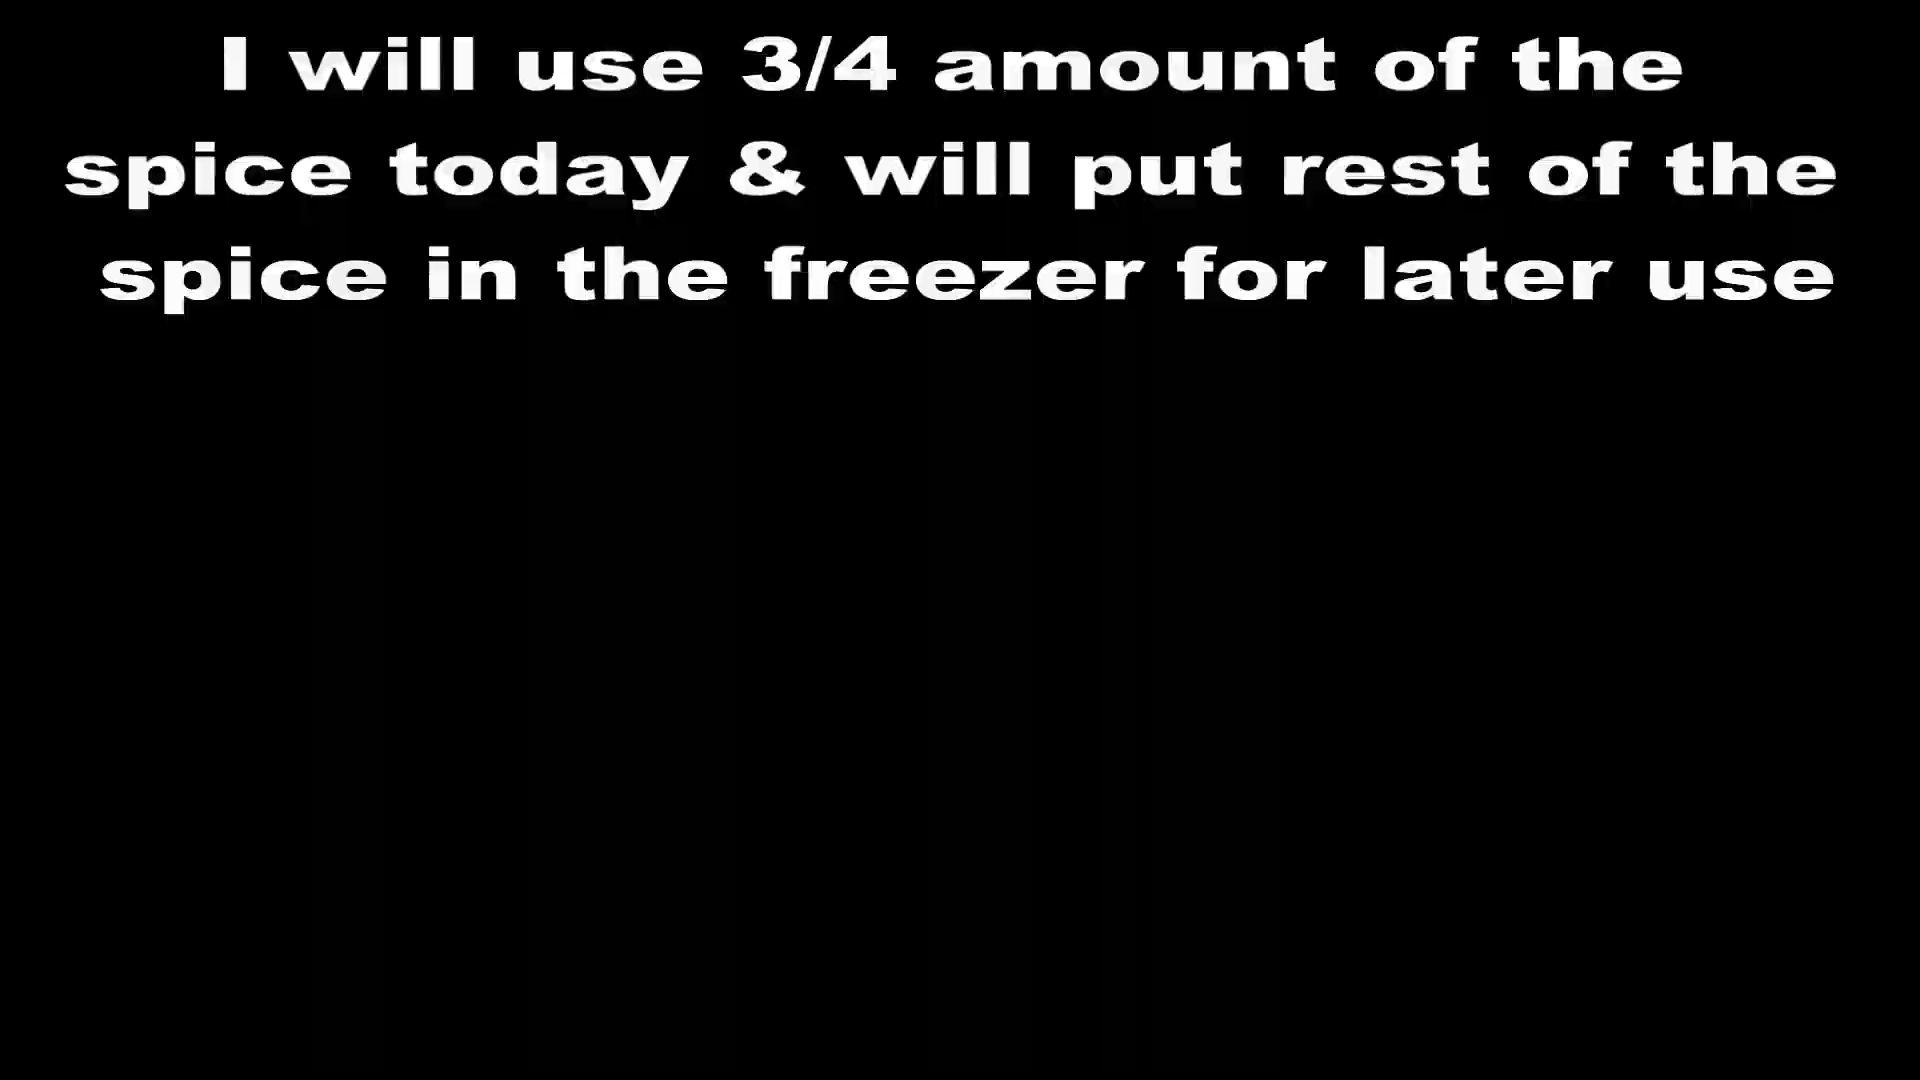 I will use 3/4 amount of the
spice today & will put rest of the
spice in the freezer for later use